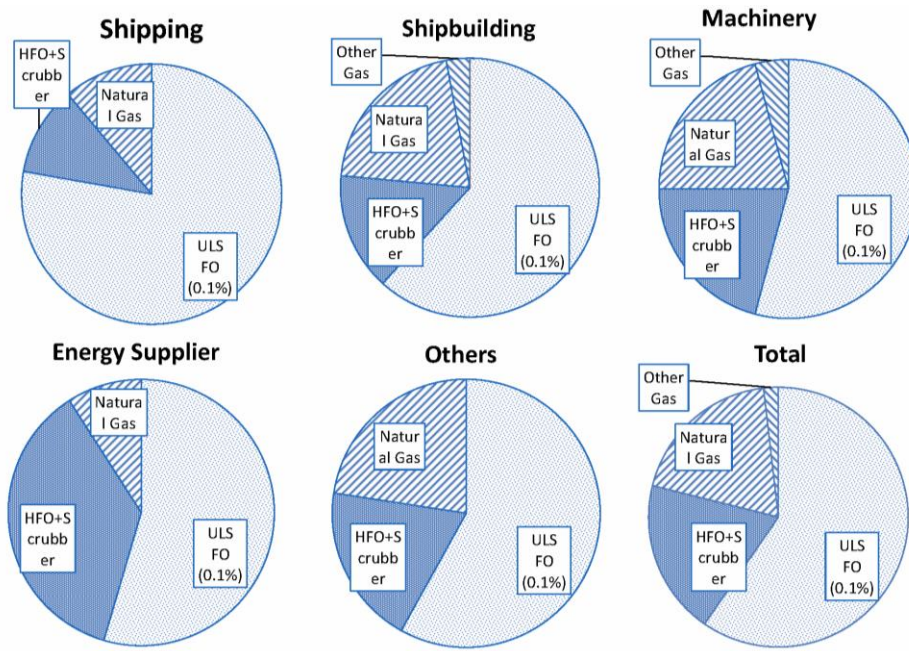 Shipping
HFO+S
crubb
er
Natura
l Gas
ULS
FO
(0.1%)
Shipbuilding
Other
Gas
Natura
l Gas
HFO+S
crubb
er
ULS
FO
(0.1%)
Machinery
Other
Gas
Natur
al Gas
HFO+S
crubb
er
ULS
FO
(0.1%)
Energy Supplier
Natura
l Gas
HFO+S
crubb
er
ULS
FO
(0.1%)
Others
Natur
al Gas
HFO+S
crubb
er
ULS
FO
(0.1%)
Total
Other
Gas
Natura
l Gas
HFO+S
crubb
er
ULS
FO
(0.1%)